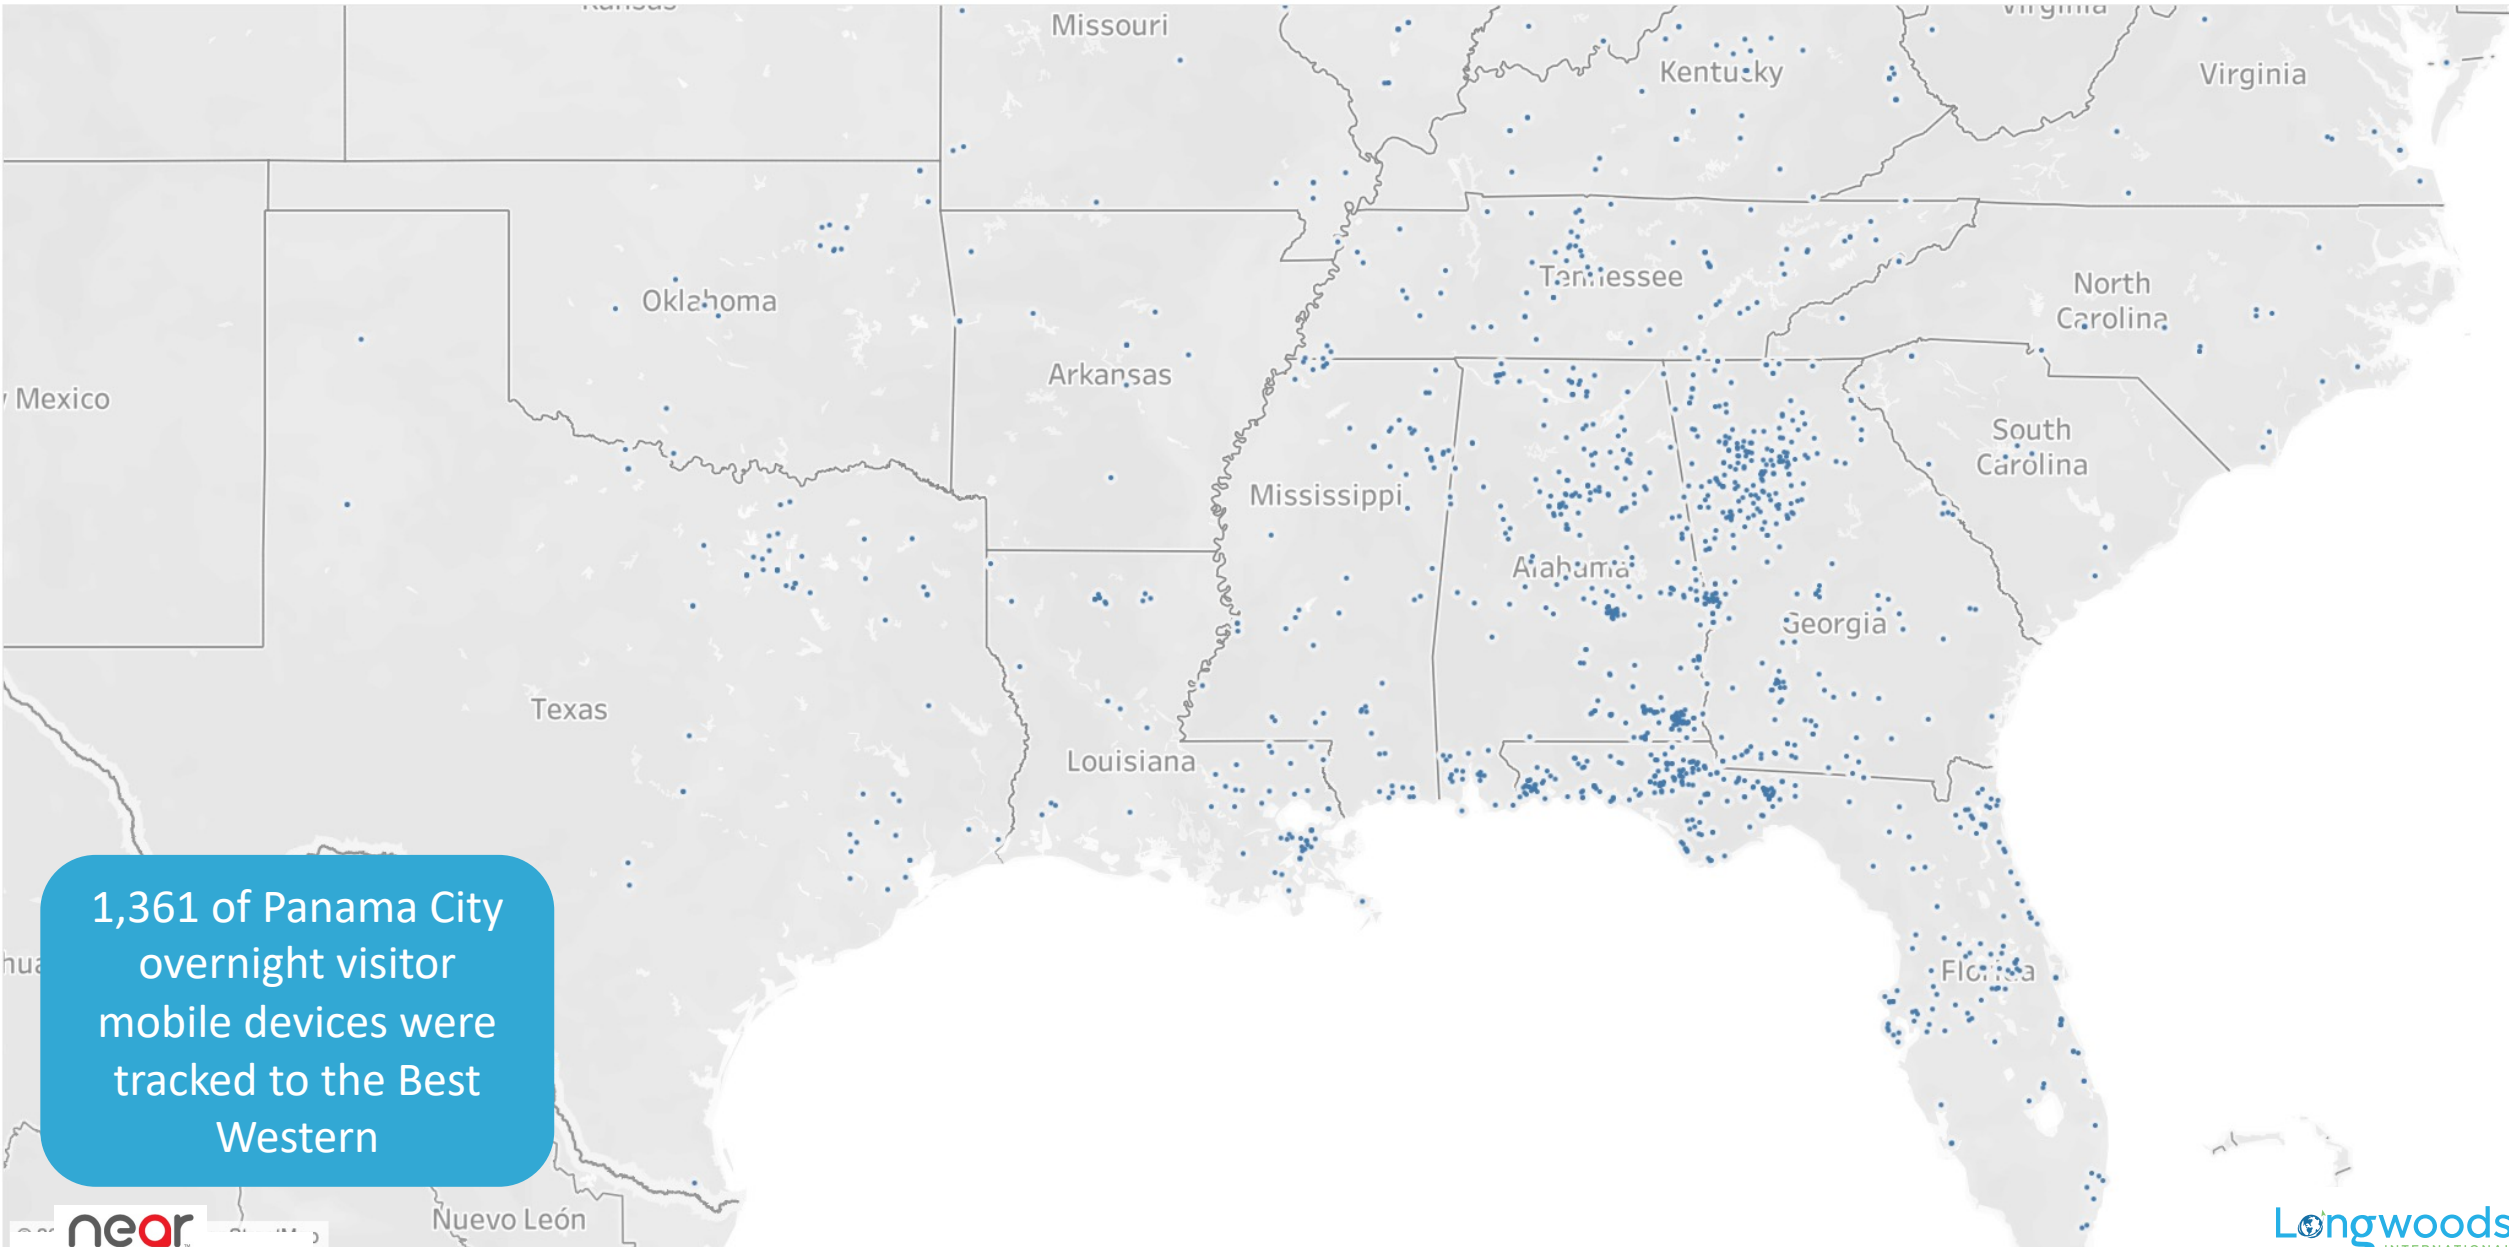 Missouri
Kentucky
Virginia
Oklahoma
Tennessee
North
Carolina
Arkansas
Mexico
South
Carolina
Mississippi
Alabama
Georgia
Texas
Louisiana
Florida
1,361 of Panama City
overnight visitor
mobile devices were
tracked to the Best
Western
Nuevo León
near
Longwoods